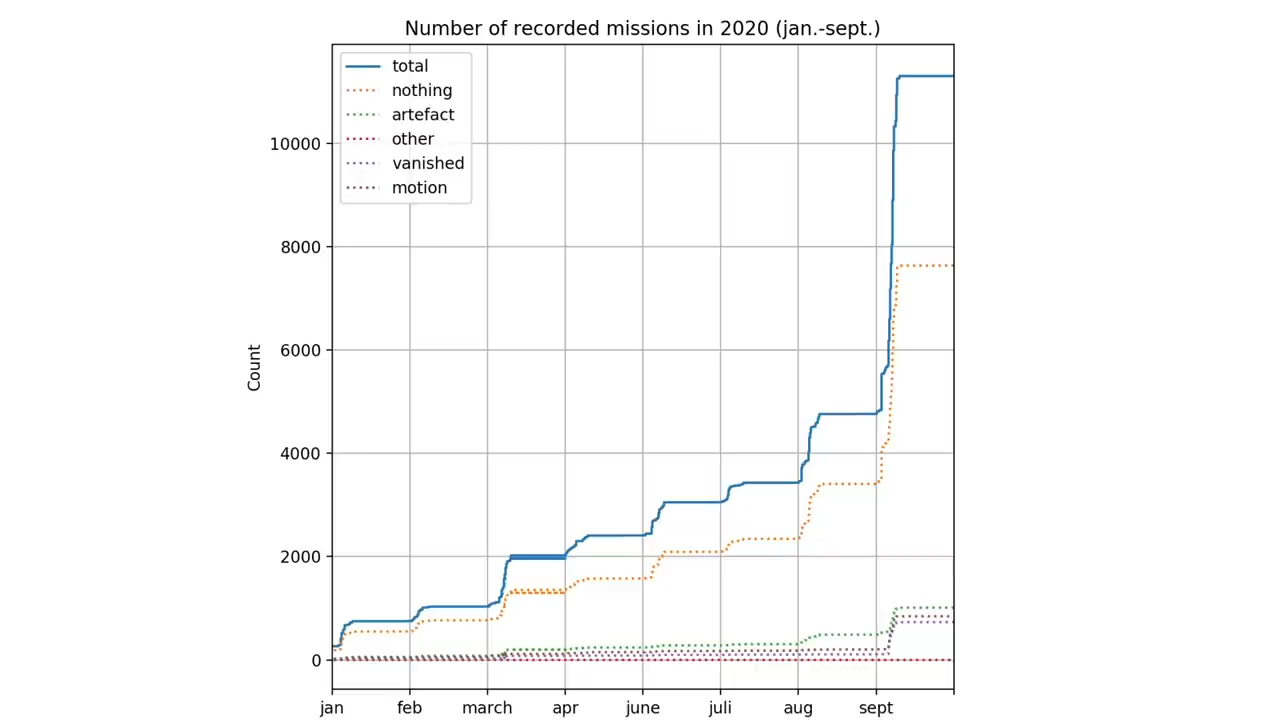 Number of recorded missions in 2020 (jan.-sept.)
total
nothing
artefact
other
vanished
motion
10000
8000
6000
4000
2000
0
Count
jan feb march apr june juli aug sept